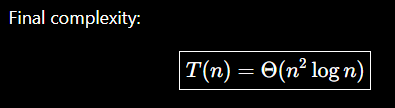 Final complexity:
T(n) = Θ(n² log n)